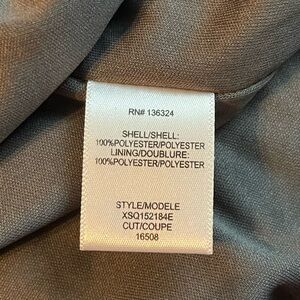 RN# 136324
SHELL/SHELL:
100%POLYESTER/POLYESTER
LINING/DOUBLURE:
100%POLYESTER/POLYESTER
STYLE/MODELE
XSQ152184E
CUT/COUPE
16508